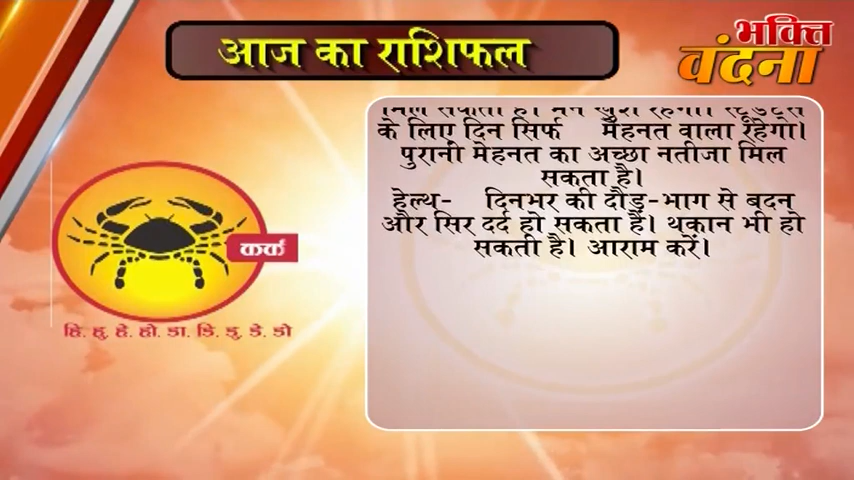 आज का राशिफल
भक्ति
वंदना
कर्क
हि. हु. हे. हो. डा. डि. डु. डे. डो
के लिए दिन सिर्फ मेहनत वाला रहेगा।
पुरानी मेहनत का अच्छा नतीजा मिल
सकता है।
हेल्थ- दिनभर की दौड़-भाग से बदन
और सिर दर्द हो सकता है। थकान भी हो
सकती है। आराम करें।